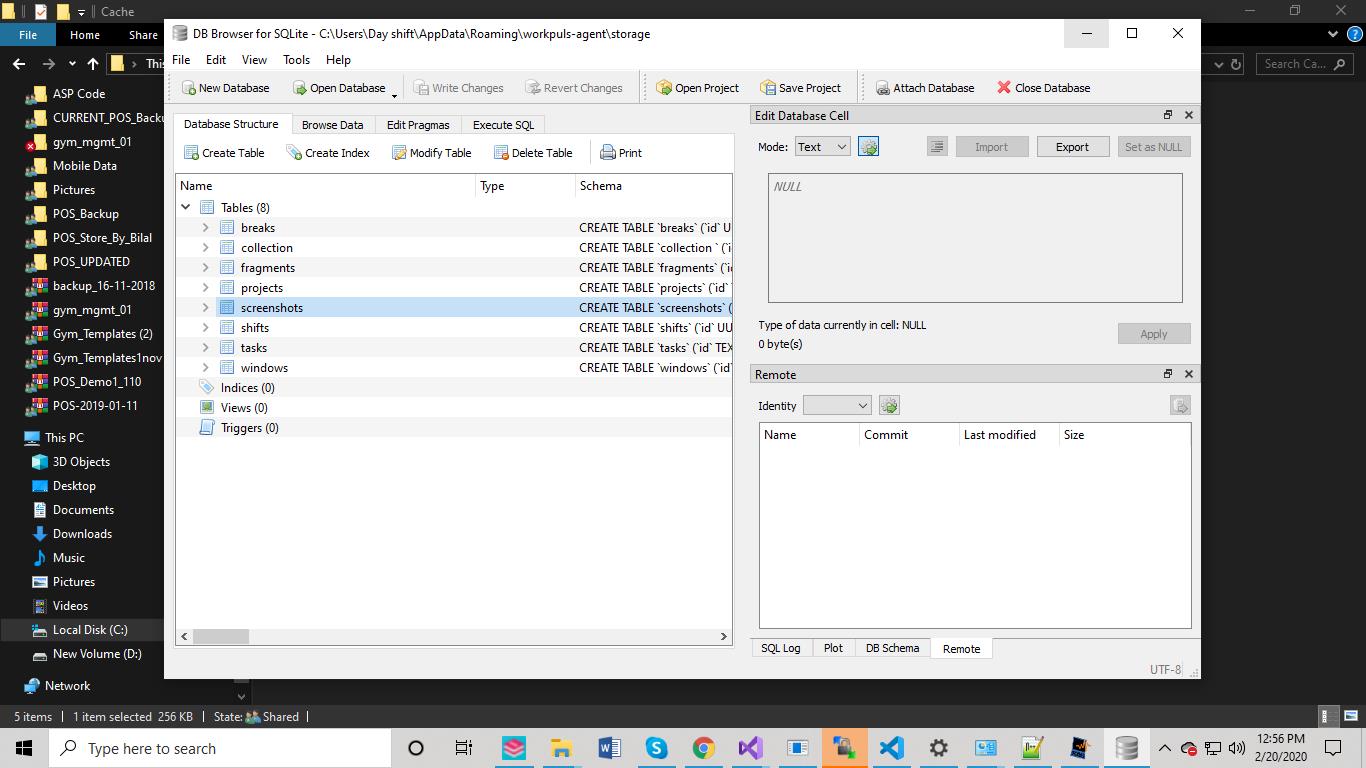 Cache
File Home Share
This
Search Ca...
ASP Code
CURRENT_POS_Backu
gym_mgmt_01
Mobile Data
Pictures
POS_Backup
POS_Store_By_Bilal
POS_UPDATED
backup_16-11-2018
gym_mgmt_01
Gym_Templates (2)
Gym_Templates1nov
POS_Demo1_110
POS-2019-01-11
This PC
3D Objects
Desktop
Documents
Downloads
Music
Pictures
Videos
Local Disk (C:)
New Volume (D:)
Network
5 items 1 item selected 256 KB State: Shared
DB Browser for SQLite - C:\Users\Day shift\AppData\Roaming\workpuls-agent\storage
File Edit View Tools Help
New Database Open Database Write Changes Revert Changes Open Project Save Project Attach Database Close Database
Database Structure Browse Data Edit Pragmas Execute SQL
Create Table Create Index Modify Table Delete Table Print
Name Type Schema
Tables (8)
breaks CREATE TABLE `breaks` (`id` U
collection CREATE TABLE `collection ` (`i
fragments CREATE TABLE `fragments` (`i
projects CREATE TABLE `projects` (`id`
screenshots CREATE TABLE `screenshots` (
shifts CREATE TABLE `shifts` (`id` UU
tasks CREATE TABLE `tasks` (`id` TEX
windows CREATE TABLE `windows` (`id`
Indices (0)
Views (0)
Triggers (0)
Edit Database Cell
Mode: Text Import Export Set as NULL
NULL
Type of data currently in cell: NULL
0 byte(s)
Apply
Remote
Identity
Name Commit Last modified Size
SQL Log Plot DB Schema Remote
UTF-8
Type here to search
12:56 PM
2/20/2020